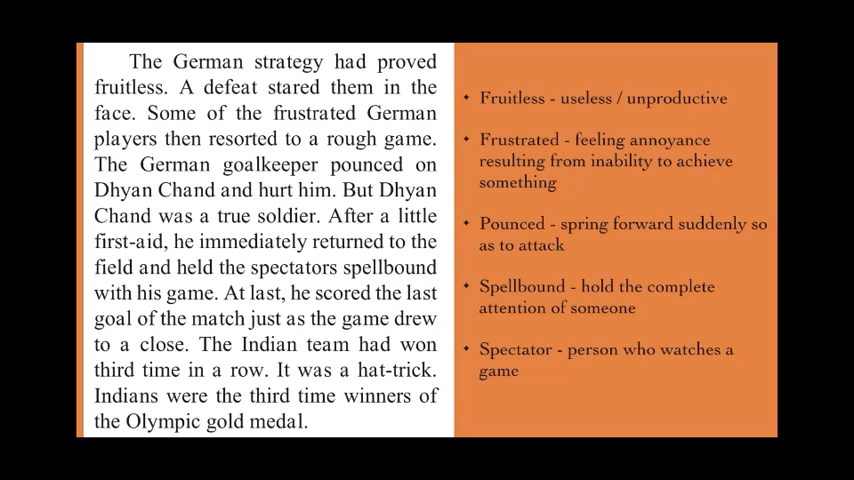 The German strategy had proved
fruitless. A defeat stared them in the
face. Some of the frustrated German
players then resorted to a rough game.
The German goalkeeper pounced on
Dhyan Chand and hurt him. But Dhyan
Chand was a true soldier. After a little
first-aid, he immediately returned to the
field and held the spectators spellbound
with his game. At last, he scored the last
goal of the match just as the game drew
to a close. The Indian team had won
third time in a row. It was a hat-trick.
Indians were the third time winners of
the Olympic gold medal.
Fruitless - useless / unproductive
Frustrated - feeling annoyance
resulting from inability to achieve
something
Pounced - spring forward suddenly so
as to attack
Spellbound - hold the complete
attention of someone
Spectator - person who watches a
game